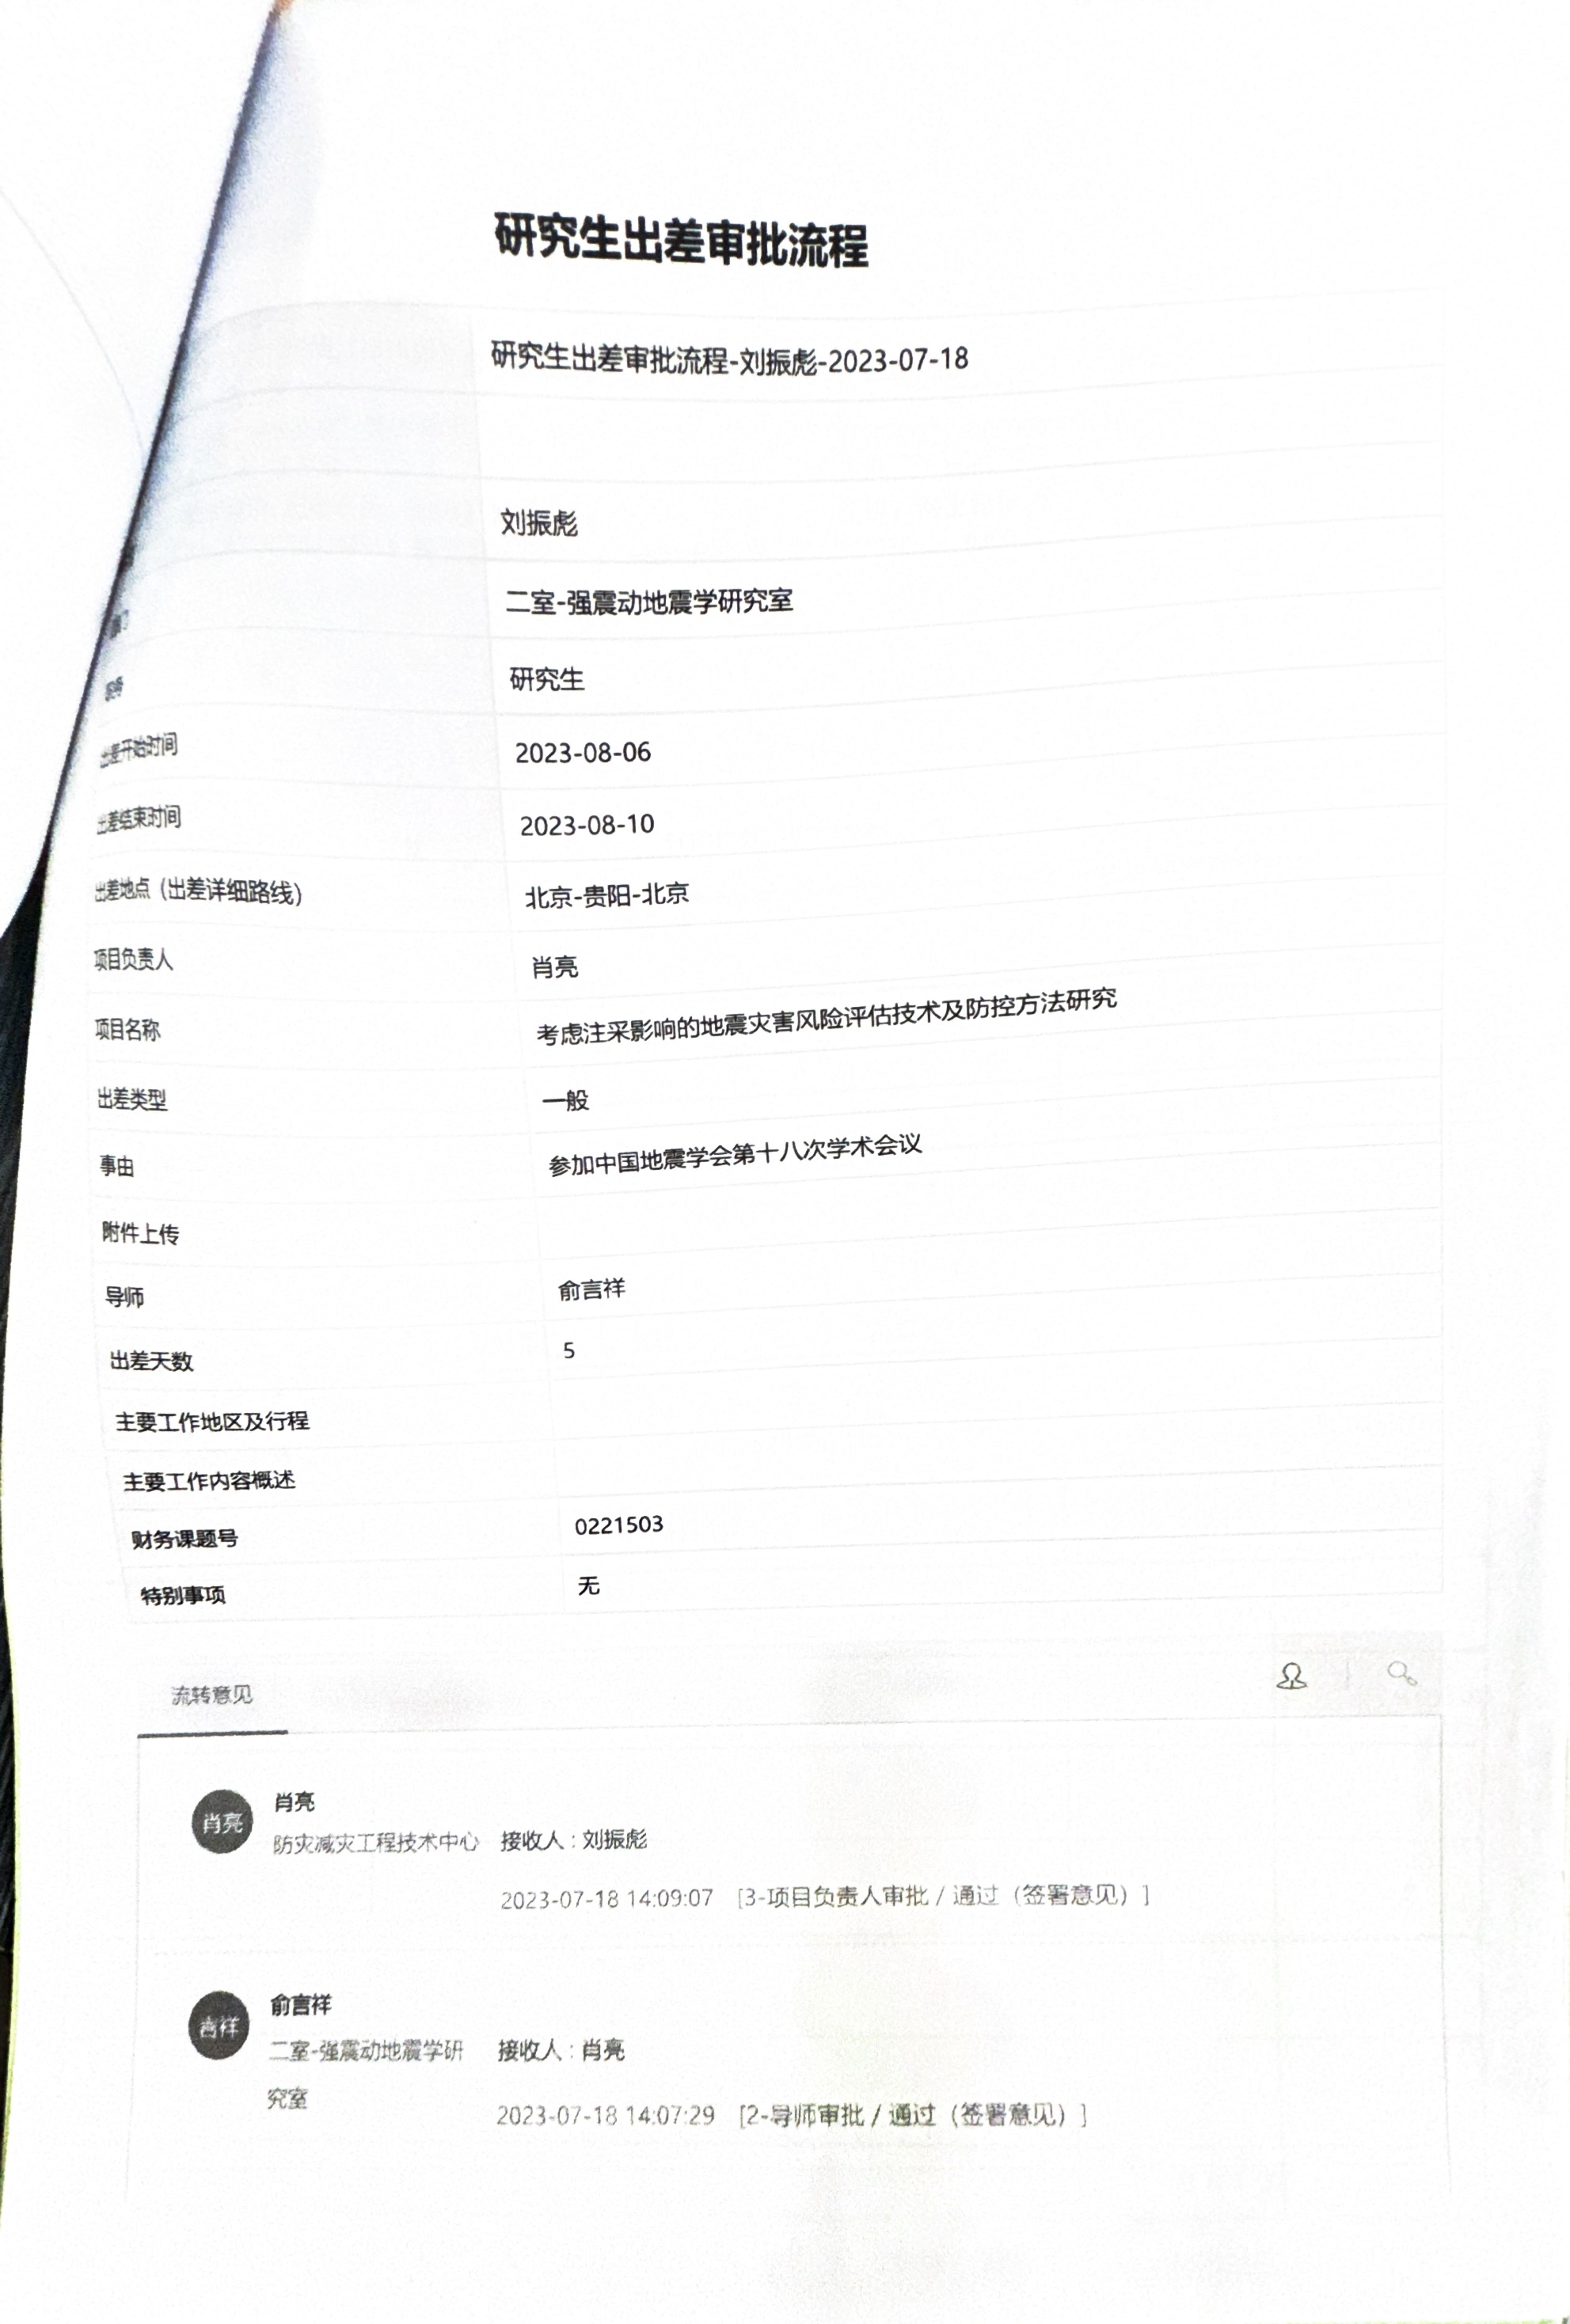 研究生出差审批流程
研究生出差审批流程-刘振彪-2023-07-18
刘振彪
二室-强震动地震学研究室
研究生
出差开始时间 2023-08-06
出差结束时间 2023-08-10
出差地点（出差详细路线） 北京-贵阳-北京
项目负责人 肖亮
项目名称 考虑注采影响的地震灾害风险评估技术及防控方法研究
出差类型 一般
事由 参加中国地震学会第十八次学术会议
附件上传
导师 俞言祥
出差天数 5
主要工作地区及行程
主要工作内容概述
财务课题号 0221503
特别事项 无
流转意见
肖亮 肖亮
防灾减灾工程技术中心 接收人：刘振彪
2023-07-18 14:09:07 [3-项目负责人审批 / 通过（签署意见）]
言祥 俞言祥
二室-强震动地震学研 接收人：肖亮
究室
2023-07-18 14:07:29 [2-导师审批 / 通过（签署意见）]